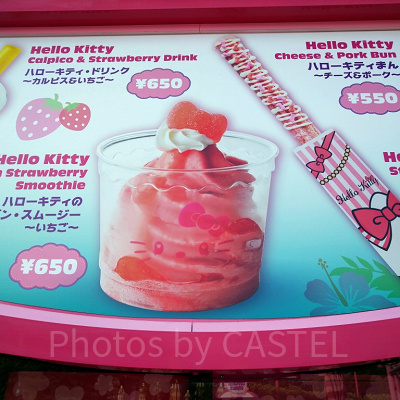 Hello Kitty
Calpico & Strawberry Drink
ハローキティ・ドリンク
～カルピス&いちご～
¥650
Hello Kitty
Cheese & Pork Bun
ハローキティまん
～チーズ&ポーク～
¥550
Hello Kitty
Strawberry
Smoothie
ハローキティの
・スムージー
～いちご～
¥650
Hello Kitty
Photos by CASTEL